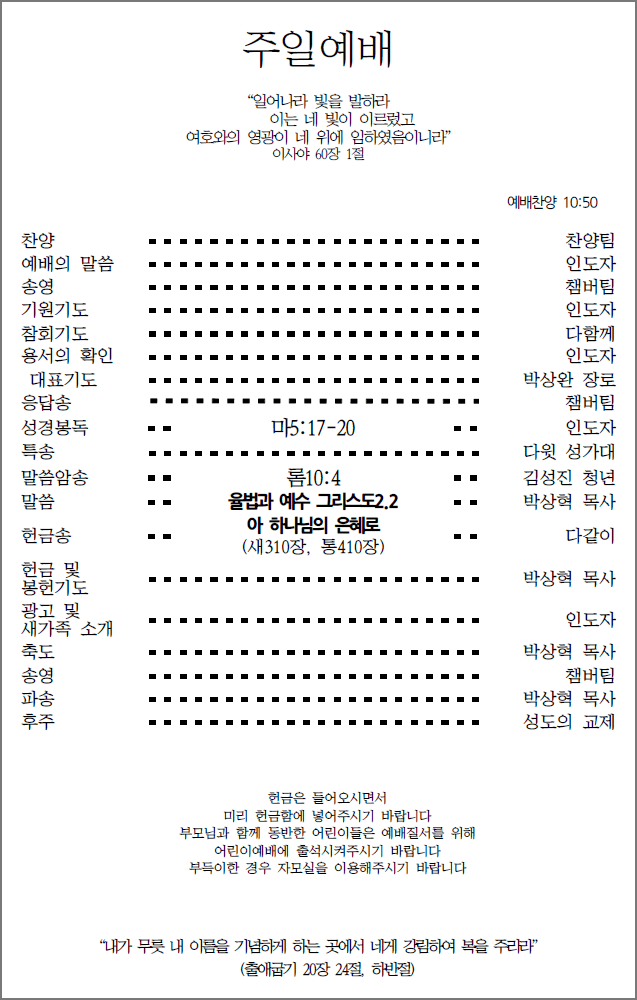 주일예배
“일어나라 빛을 발하라
이는 네 빛이 이르렀고
여호와의 영광이 네 위에 임하였음이니라”
이사야 60장 1절
예배찬양 10:50
찬양 찬양팀
예배의 말씀 인도자
송영 챔버팀
기원기도 인도자
참회기도 다함께
용서의 확인 인도자
대표기도 박상완 장로
응답송 챔버팀
성경봉독 마5:17-20 인도자
특송 다윗 성가대
말씀암송 롬10:4 김성진 청년
말씀 율법과 예수 그리스도2.2 박상혁 목사
아 하나님의 은혜로
헌금송 (새310장, 통410장) 다같이
헌금 및
봉헌기도 박상혁 목사
광고 및
새가족 소개 인도자
축도 박상혁 목사
송영 챔버팀
파송 박상혁 목사
후주 성도의 교제
헌금은 들어오시면서
미리 헌금함에 넣어주시기 바랍니다
부모님과 함께 동반한 어린이들은 예배질서를 위해
어린이예배에 출석시켜주시기 바랍니다
부득이한 경우 자모실을 이용해주시기 바랍니다
“내가 무릇 내 이름을 기념하게 하는 곳에서 네게 강림하여 복을 주리라”
(출애굽기 20장 24절, 하반절)